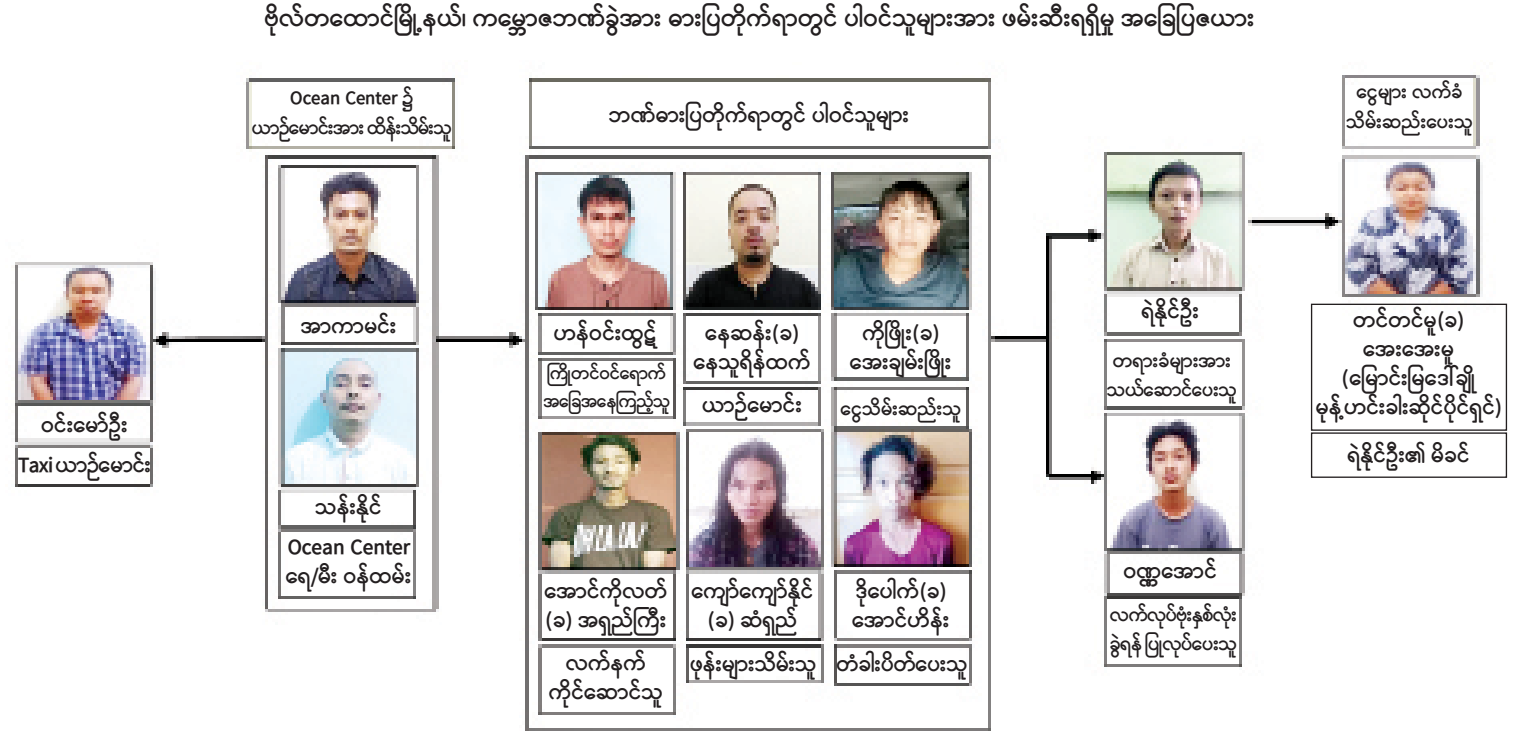 ဗိုလ်တထောင်မြို့နယ်၊ ကမ္ဘောဇဘဏ်ခွဲအား ဓားပြတိုက်ရာတွင် ပါဝင်သူများအား ဖမ်းဆီးရရှိမှု အခြေပြဇယား
Ocean Center ၌
ယာဉ်မောင်းအား ထိန်းသိမ်းသူ
ဘဏ်ဓားပြတိုက်ရာတွင် ပါဝင်သူများ
ငွေများ လက်ခံ
သိမ်းဆည်းပေးသူ
ဝင်းမော်ဦး
Taxi ယာဉ်မောင်း
အာကာမင်း
သန်းနိုင်
Ocean Center
ရေ/မီး ဝန်ထမ်း
ဟန်ဝင်းထွဋ်
ကြိုတင်ဝင်ရောက်
အခြေအနေကြည့်သူ
နေဆန်း(ခ)
နေသူရိန်ထက်
ယာဉ်မောင်း
ကိုဖြိုး(ခ)
အေးချမ်းဖြိုး
ငွေသိမ်းဆည်းသူ
အောင်ကိုလတ်
(ခ) အရှည်ကြီး
လက်နက်
ကိုင်ဆောင်သူ
ကျော်ကျော်နိုင်
(ခ) ဆံရှည်
ဖုန်းများသိမ်းသူ
ဒိုပေါက်(ခ)
အောင်ဟိန်း
တံခါးပိတ်ပေးသူ
ရဲနိုင်ဦး
တရားခံများအား
သယ်ဆောင်ပေးသူ
ဝဏ္ဏအောင်
လက်လုပ်ဗုံးနှစ်လုံး
ခွဲရန် ပြုလုပ်ပေးသူ
တင်တင်မူ(ခ)
အေးအေးမူ
(မြောင်းမြဒေါ်ချို
မုန့်ဟင်းခါးဆိုင်ပိုင်ရှင်)
ရဲနိုင်ဦး၏ မိခင်